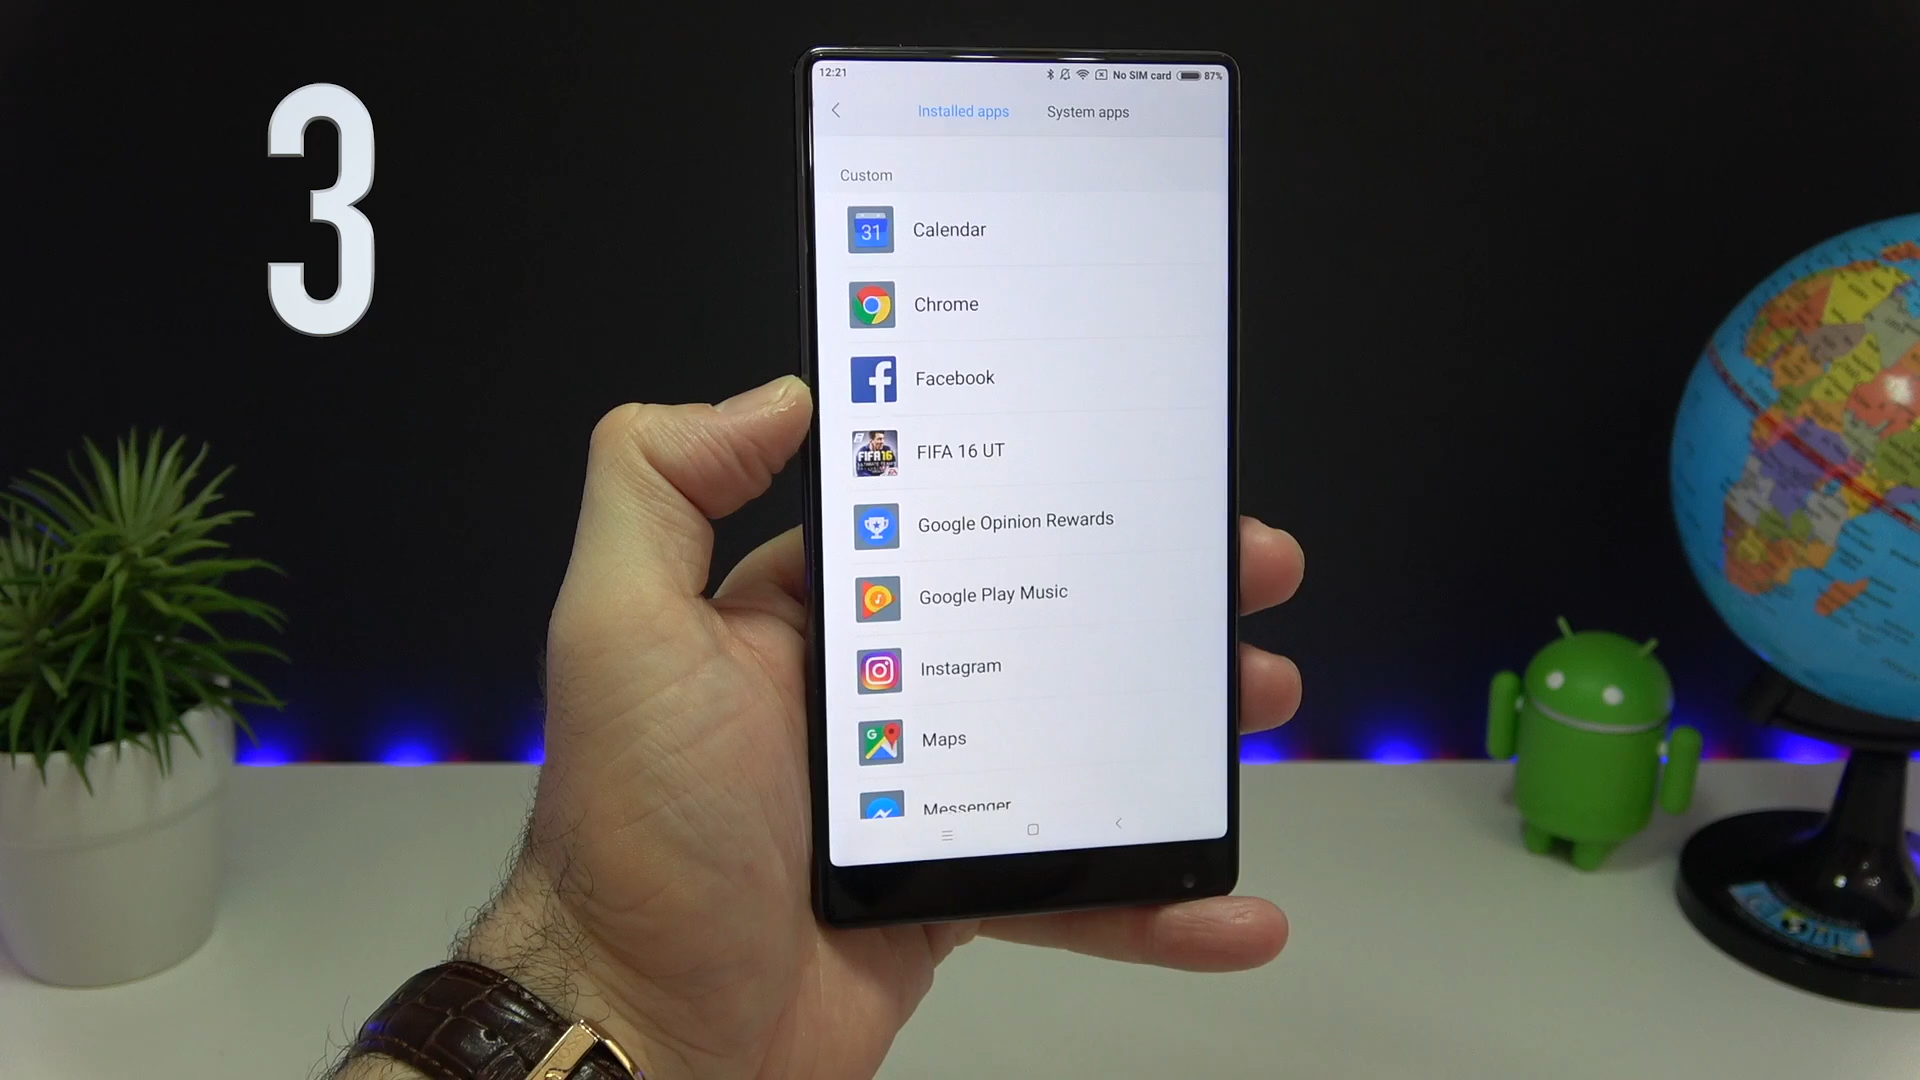 3
12:21 No SIM card 87%
Installed apps System apps
Custom
31 Calendar
Chrome
Facebook
FIFA 16 UT
FIFA16
Google Opinion Rewards
Google Play Music
Instagram
G Maps
Messenger